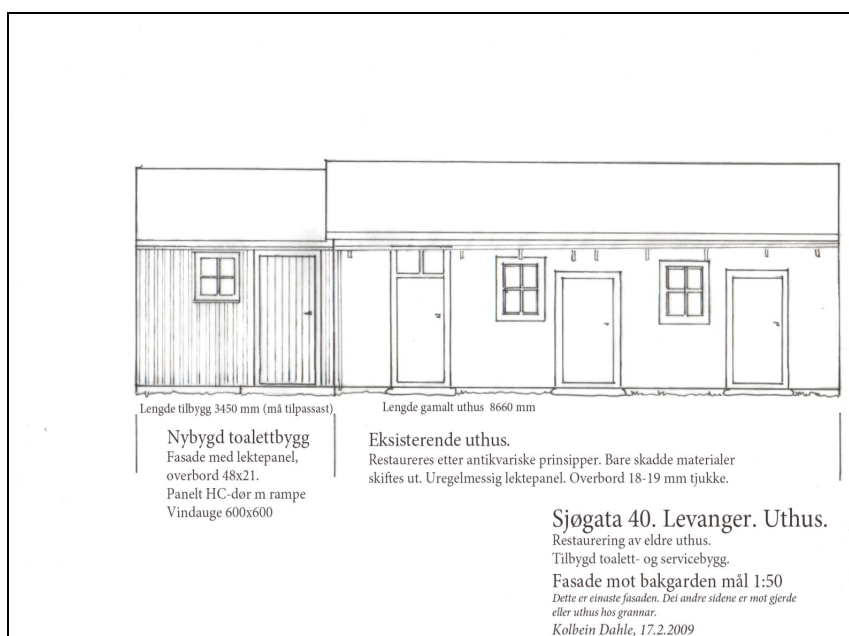 Lengde tilbygg 3450 mm (må tilpassast)
Lengde gamalt uthus 8660 mm
Nybygd toalettbygg
Fasade med lektepanel,
overbord 48x21.
Panelt HC-dør m rampe
Vindauge 600x600
Eksisterende uthus.
Restaureres etter antikvariske prinsipper. Bare skadde materialer
skiftes ut. Uregelmessig lektepanel. Overbord 18-19 mm tjukke.
Sjøgata 40. Levanger. Uthus.
Restaurering av eldre uthus.
Tilbygd toalett- og servicebygg.
Fasade mot bakgarden mål 1:50
Dette er einaste fasaden. Dei andre sidene er mot gjerde
eller uthus hos grannar.
Kolbein Dahle, 17.2.2009